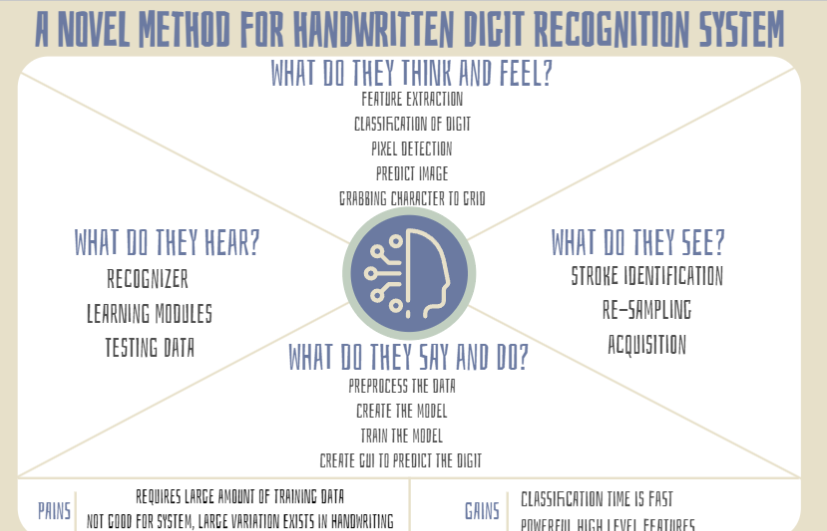 A NOVEL METHOD FOR HANDWRITTEN DIGIT RECOGNITION SYSTEM
WHAT DO THEY THINK AND FEEL?
FEATURE EXTRACTION
CLASSIFICATION OF DIGIT
PIXEL DETECTION
PREDICT IMAGE
GRABBING CHARACTER TO GRID
WHAT DO THEY HEAR?
RECOGNIZER
LEARNING MODULES
TESTING DATA
WHAT DO THEY SEE?
STROKE IDENTIFICATION
RE-SAMPLING
ACQUISITION
WHAT DO THEY SAY AND DO?
PREPROCESS THE DATA
CREATE THE MODEL
TRAIN THE MODEL
CREATE GUI TO PREDICT THE DIGIT
PAINS
REQUIRES LARGE AMOUNT OF TRAINING DATA
NOT GOOD FOR SYSTEM, LARGE VARIATION EXISTS IN HANDWRITING
GAINS
CLASSIFICATION TIME IS FAST
POWERFUL HIGH LEVEL FEATURES